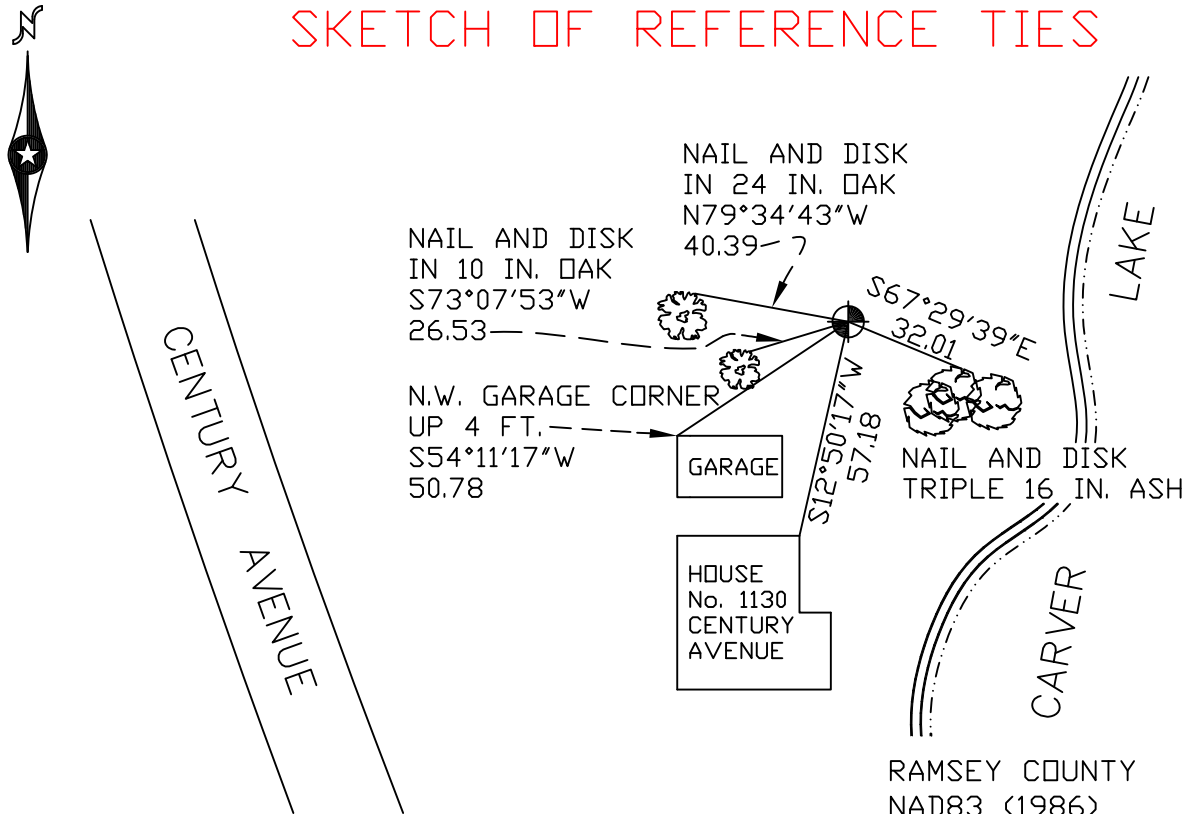 N
SKETCH OF REFERENCE TIES
NAIL AND DISK
IN 24 IN. OAK
N79°34'43"W
40.39
NAIL AND DISK
IN 10 IN. OAK
S73°07'53"W
26.53
S67°29'39"E
32.01
LAKE
N.W. GARAGE CORNER
UP 4 FT.
S54°11'17"W
50.78
S12°50'17"W
57.18
GARAGE
NAIL AND DISK
TRIPLE 16 IN. ASH
CENTURY
AVENUE
HOUSE
No. 1130
CENTURY
AVENUE
CARVER
RAMSEY COUNTY
NAD83 (1986)